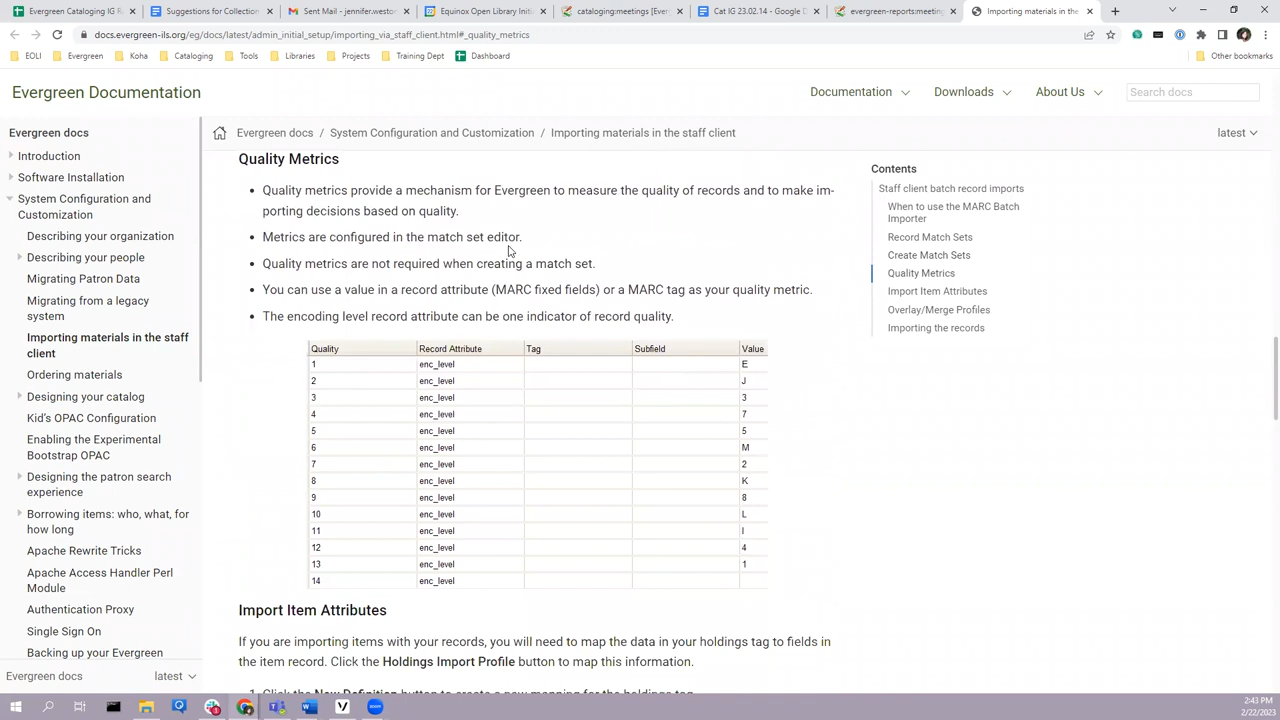 Evergreen Cataloging IG Ra
Suggestions for Collection
Sent Mail - jennifer.weston
Equinox Open Library Initiat
cataloging:meetings [Everg
Cat IG 23.02.14 - Google D
evergreen-reports:meeting
Importing materials in the
docs.evergreen-ils.org/eg/docs/latest/admin_initial_setup/importing_via_staff_client.html#_quality_metrics
EOLI
Evergreen
Koha
Cataloging
Tools
Libraries
Projects
Training Dept
Dashboard
Other bookmarks
Evergreen Documentation
Documentation
Downloads
About Us
Search docs
Evergreen docs
Introduction
Software Installation
System Configuration and
Customization
Describing your organization
Describing your people
Migrating Patron Data
Migrating from a legacy
system
Importing materials in the staff
client
Ordering materials
Designing your catalog
Kid's OPAC Configuration
Enabling the Experimental
Bootstrap OPAC
Designing the patron search
experience
Borrowing items: who, what, for
how long
Apache Rewrite Tricks
Apache Access Handler Perl
Module
Authentication Proxy
Single Sign On
Backing up your Evergreen
Evergreen docs
latest
Evergreen docs / System Configuration and Customization / Importing materials in the staff client
latest
Quality Metrics
• Quality metrics provide a mechanism for Evergreen to measure the quality of records and to make im-
porting decisions based on quality.
• Metrics are configured in the match set editor.
• Quality metrics are not required when creating a match set.
• You can use a value in a record attribute (MARC fixed fields) or a MARC tag as your quality metric.
• The encoding level record attribute can be one indicator of record quality.
Quality Record Attribute Tag Subfield Value
1 enc_level E
2 enc_level J
3 enc_level 3
4 enc_level 7
5 enc_level 5
6 enc_level M
7 enc_level 2
8 enc_level K
9 enc_level 8
10 enc_level L
11 enc_level I
12 enc_level 4
13 enc_level 1
14 enc_level
Import Item Attributes
If you are importing items with your records, you will need to map the data in your holdings tag to fields in
the item record. Click the Holdings Import Profile button to map this information.
1. Click the New Definition button to create a new mapping for the holdings tag.
Contents
Staff client batch record imports
When to use the MARC Batch
Importer
Record Match Sets
Create Match Sets
Quality Metrics
Import Item Attributes
Overlay/Merge Profiles
Importing the records
2:43 PM
2/22/2023